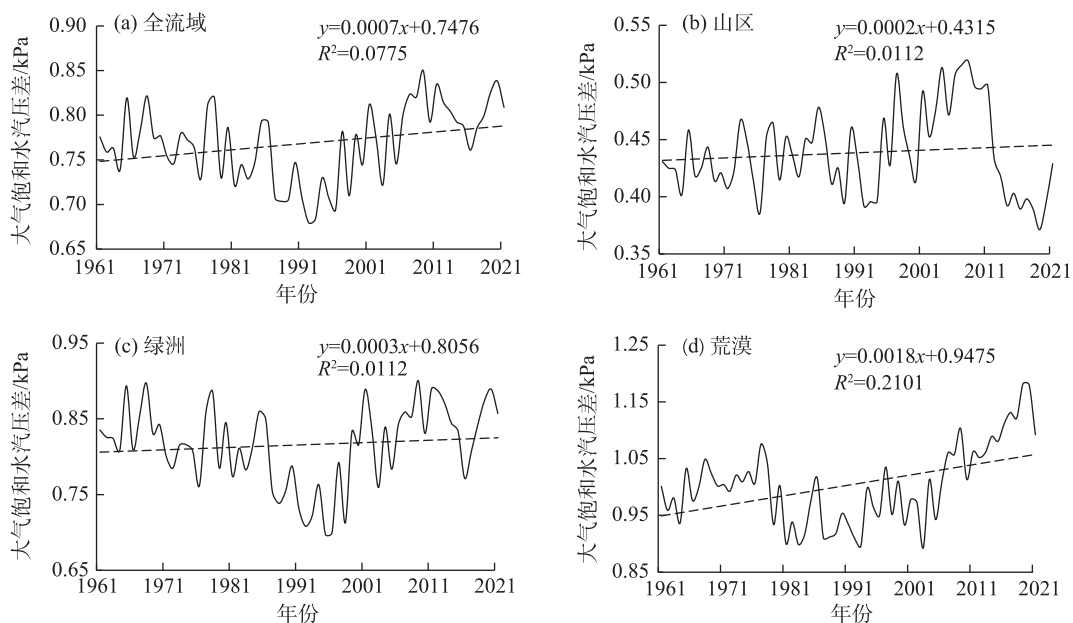 (a) 全流域
y=0.0007x+0.7476
R²=0.0775
大气饱和水汽压差/kPa
0.90
0.85
0.80
0.75
0.70
0.65
1961 1971 1981 1991 2001 2011 2021
年份
(b) 山区
y=0.0002x+0.4315
R²=0.0112
大气饱和水汽压差/kPa
0.55
0.50
0.45
0.40
0.35
1961 1971 1981 1991 2001 2011 2021
年份
(c) 绿洲
y=0.0003x+0.8056
R²=0.0112
大气饱和水汽压差/kPa
0.95
0.85
0.75
0.65
1961 1971 1981 1991 2001 2011 2021
年份
(d) 荒漠
y=0.0018x+0.9475
R²=0.2101
大气饱和水汽压差/kPa
1.25
1.15
1.05
0.95
0.85
1961 1971 1981 1991 2001 2011 2021
年份